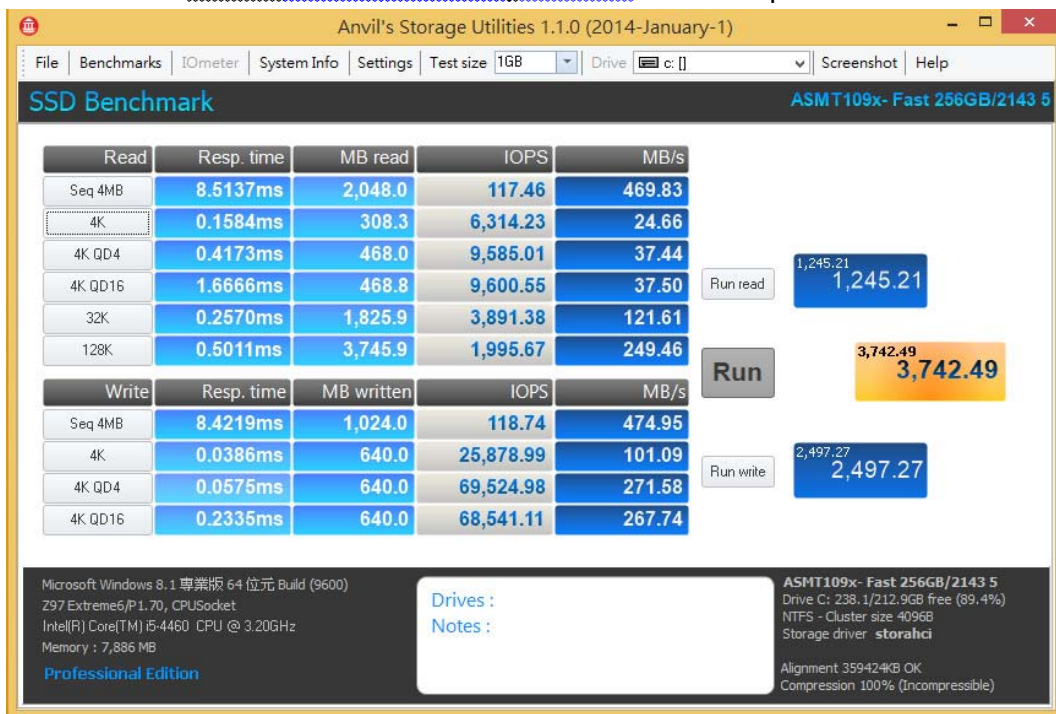 Anvil's Storage Utilities 1.1.0 (2014-January-1)
File Benchmarks IOmeter System Info Settings Test size 1GB Drive c: [] Screenshot Help
SSD Benchmark ASMT109x- Fast 256GB/2143 5
Read Resp. time MB read IOPS MB/s
Seq 4MB 8.5137ms 2,048.0 117.46 469.83
4K 0.1584ms 308.3 6,314.23 24.66
4K QD4 0.4173ms 468.0 9,585.01 37.44
4K QD16 1.6666ms 468.8 9,600.55 37.50
32K 0.2570ms 1,825.9 3,891.38 121.61
128K 0.5011ms 3,745.9 1,995.67 249.46
Run read 1,245.21
1,245.21
Run 3,742.49
3,742.49
Write Resp. time MB written IOPS MB/s
Seq 4MB 8.4219ms 1,024.0 118.74 474.95
4K 0.0386ms 640.0 25,878.99 101.09
4K QD4 0.0575ms 640.0 69,524.98 271.58
4K QD16 0.2335ms 640.0 68,541.11 267.74
Run write 2,497.27
2,497.27
Microsoft Windows 8.1 專業版 64 位元 Build (9600)
Z97 Extreme6/P1.70, CPUSocket
Intel(R) Core(TM) i5-4460 CPU @ 3.20GHz
Memory : 7,886 MB
Professional Edition
Drives :
Notes :
ASMT109x- Fast 256GB/2143 5
Drive C: 238.1/212.9GB free (89.4%)
NTFS - Cluster size 4096B
Storage driver storahci
Alignment 359424KB OK
Compression 100% (Incompressible)